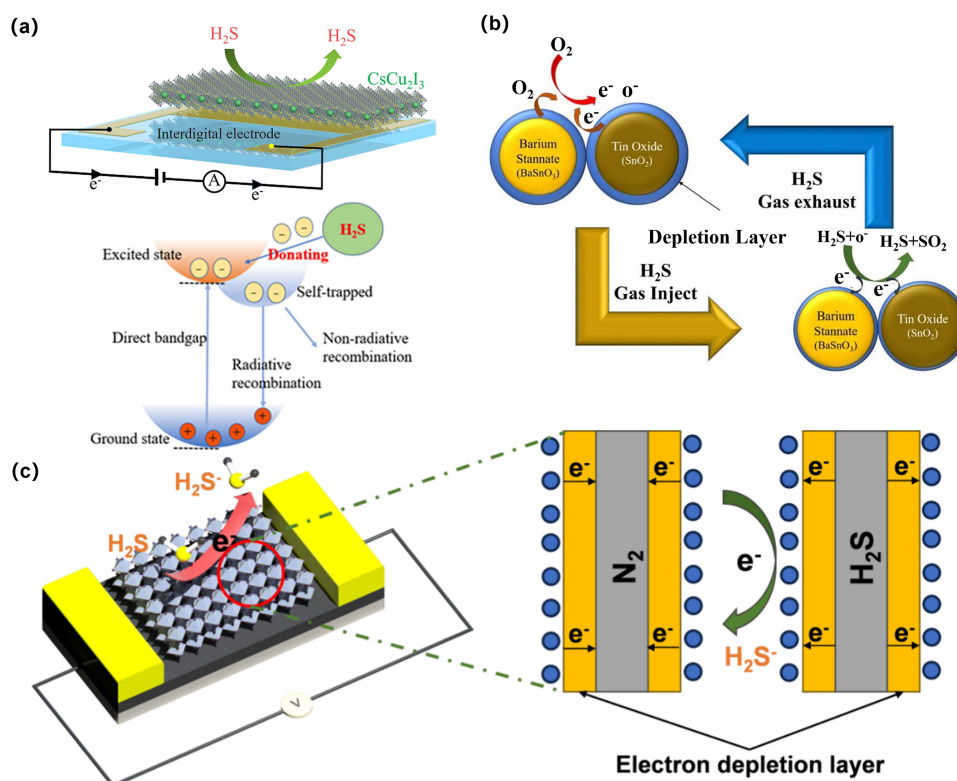 (a)
H₂S
H₂S
CsCu₂I₃
Interdigital electrode
e⁻
A
e⁻
H₂S
Donating
Excited state
Self-trapped
Direct bandgap
Non-radiative
recombination
Radiative
recombination
Ground state
(b)
O₂
O₂
e⁻ o⁻
e⁻
Barium
Stannate
(BaSnO₃)
Tin Oxide
(SnO₂)
Depletion Layer
H₂S
Gas exhaust
H₂S
Gas Inject
H₂S+o⁻
H₂S+SO₂
e⁻
e⁻
Barium
Stannate
(BaSnO₃)
Tin Oxide
(SnO₂)
(c)
H₂S⁻
H₂S
e⁻
V
e⁻
e⁻
N₂
e⁻
e⁻
e⁻
H₂S⁻
e⁻
e⁻
H₂S
e⁻
e⁻
Electron depletion layer